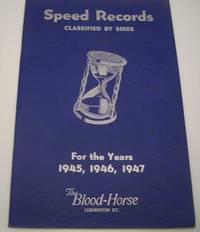 Speed Records
CLASSIFIED BY SIRES
For the Years
1945, 1946, 1947
The Blood-Horse
LEXINGTON, KY.